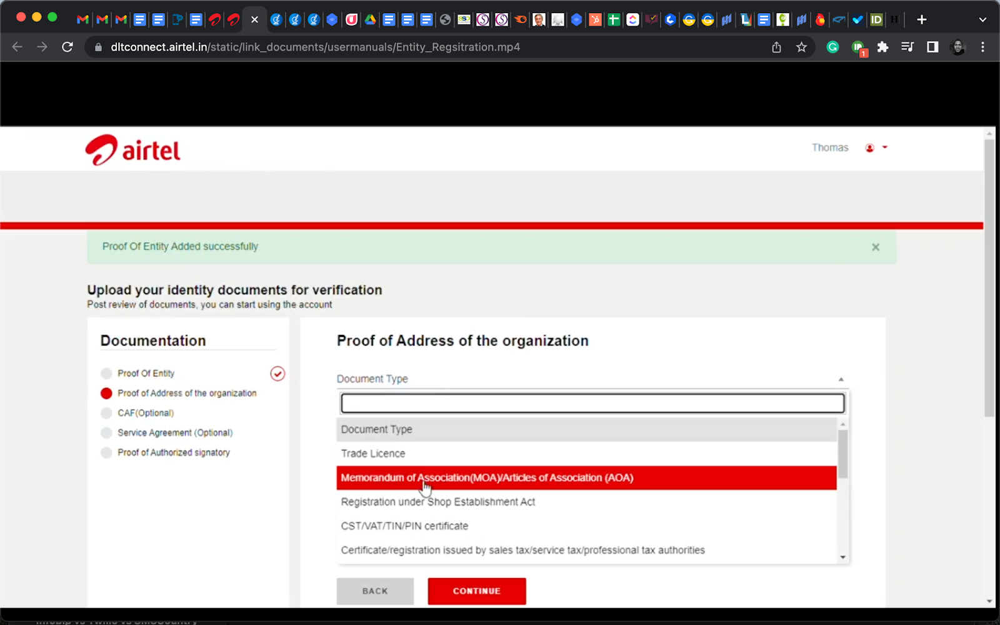 dltconnect.airtel.in/static/link_documents/usermanuals/Entity_Regsitration.mp4
1
airtel
Thomas
Proof Of Entity Added successfully
Upload your identity documents for verification
Post review of documents, you can start using the account
Documentation
Proof Of Entity
Proof of Address of the organization
CAF(Optional)
Service Agreement (Optional)
Proof of Authorized signatory
Proof of Address of the organization
Document Type
Document Type
Trade Licence
Memorandum of Association(MOA)/Articles of Association (AOA)
Registration under Shop Establishment Act
CST/VAT/TIN/PIN certificate
Certificate/registration issued by sales tax/service tax/professional tax authorities
BACK
CONTINUE